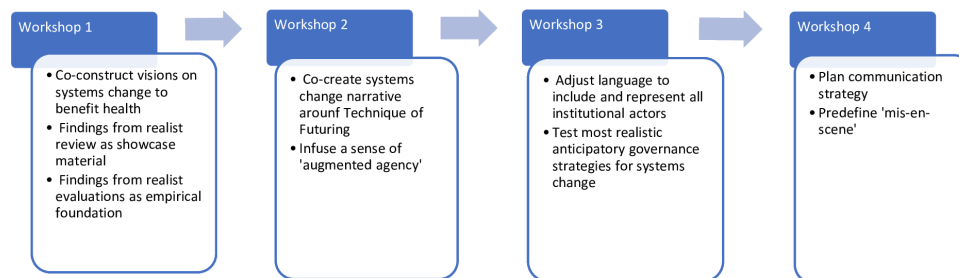 Workshop 1
• Co-construct visions on
systems change to
benefit health
• Findings from realist
review as showcase
material
• Findings from realist
evaluations as empirical
foundation
Workshop 2
• Co-create systems
change narrative
arounf Technique of
Futuring
• Infuse a sense of
'augmented agency'
Workshop 3
• Adjust language to
include and represent all
institutional actors
• Test most realistic
anticipatory governance
strategies for systems
change
Workshop 4
• Plan communication
strategy
• Predefine 'mis-en-
scene'